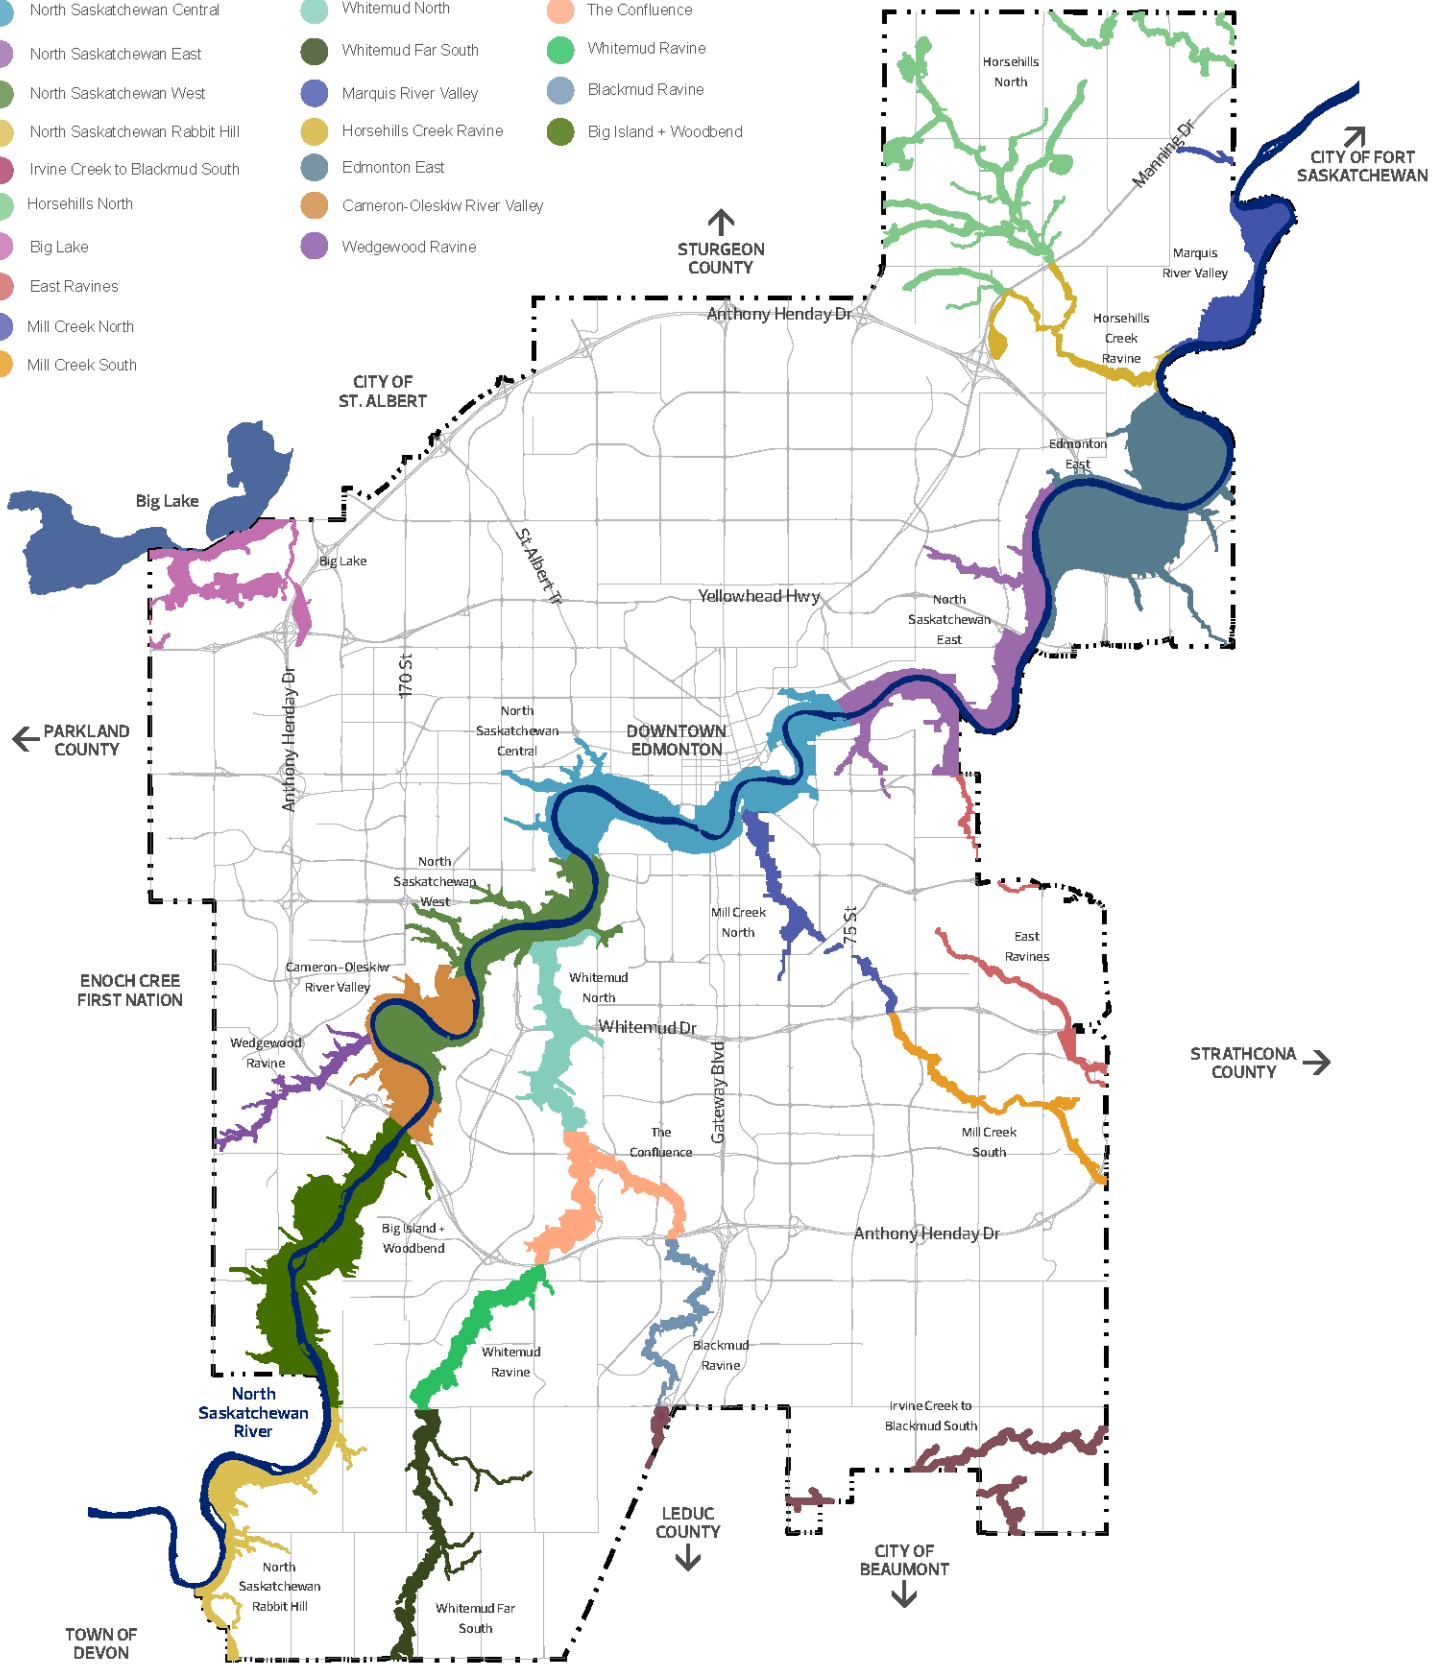 North Saskatchewan Central
North Saskatchewan East
North Saskatchewan West
North Saskatchewan Rabbit Hill
Irvine Creek to Blackmud South
Horsehills North
Big Lake
East Ravines
Mill Creek North
Mill Creek South
Whitemud North
Whitemud Far South
Marquis River Valley
Horsehills Creek Ravine
Edmonton East
Cameron-Oleskiw River Valley
Wedgewood Ravine
The Confluence
Whitemud Ravine
Blackmud Ravine
Big Island + Woodbend
Horsehills
North
Manning Dr
CITY OF FORT
SASKATCHEWAN
STURGEON
COUNTY
Marquis
River Valley
Anthony Henday Dr
Horsehills
Creek
Ravine
CITY OF
ST. ALBERT
Edmonton
East
Big Lake
Big Lake
St Albert Tr
Yellowhead Hwy
North
Saskatchewan
East
170 St
Anthony Henday Dr
PARKLAND
COUNTY
North
Saskatchewan
Central
DOWNTOWN
EDMONTON
North
Saskatchewan
West
Mill Creek
North
75 St
East
Ravines
ENOCH CREE
FIRST NATION
Cameron-Oleskiw
River Valley
Whitemud
North
Whitemud Dr
Wedgewood
Ravine
Gateway Blvd
STRATHCONA
COUNTY
The
Confluence
Mill Creek
South
Big Island +
Woodbend
Anthony Henday Dr
Whitemud
Ravine
Blackmud
Ravine
North
Saskatchewan
River
Irvine Creek to
Blackmud South
LEDUC
COUNTY
CITY OF
BEAUMONT
North
Saskatchewan
Rabbit Hill
Whitemud Far
South
TOWN OF
DEVON